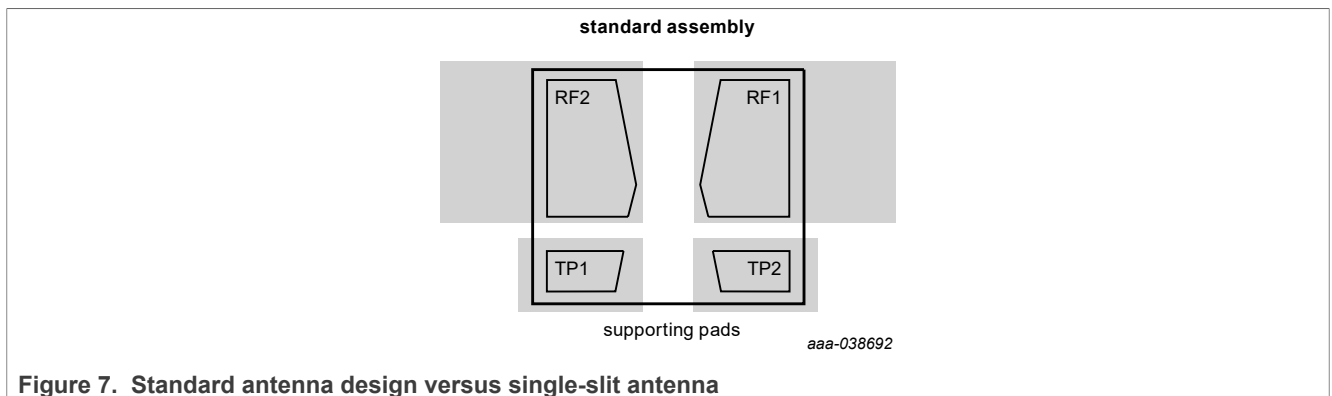 standard assembly
RF2 RF1
TP1 TP2
supporting pads
aaa-038692
Figure 7. Standard antenna design versus single-slit antenna